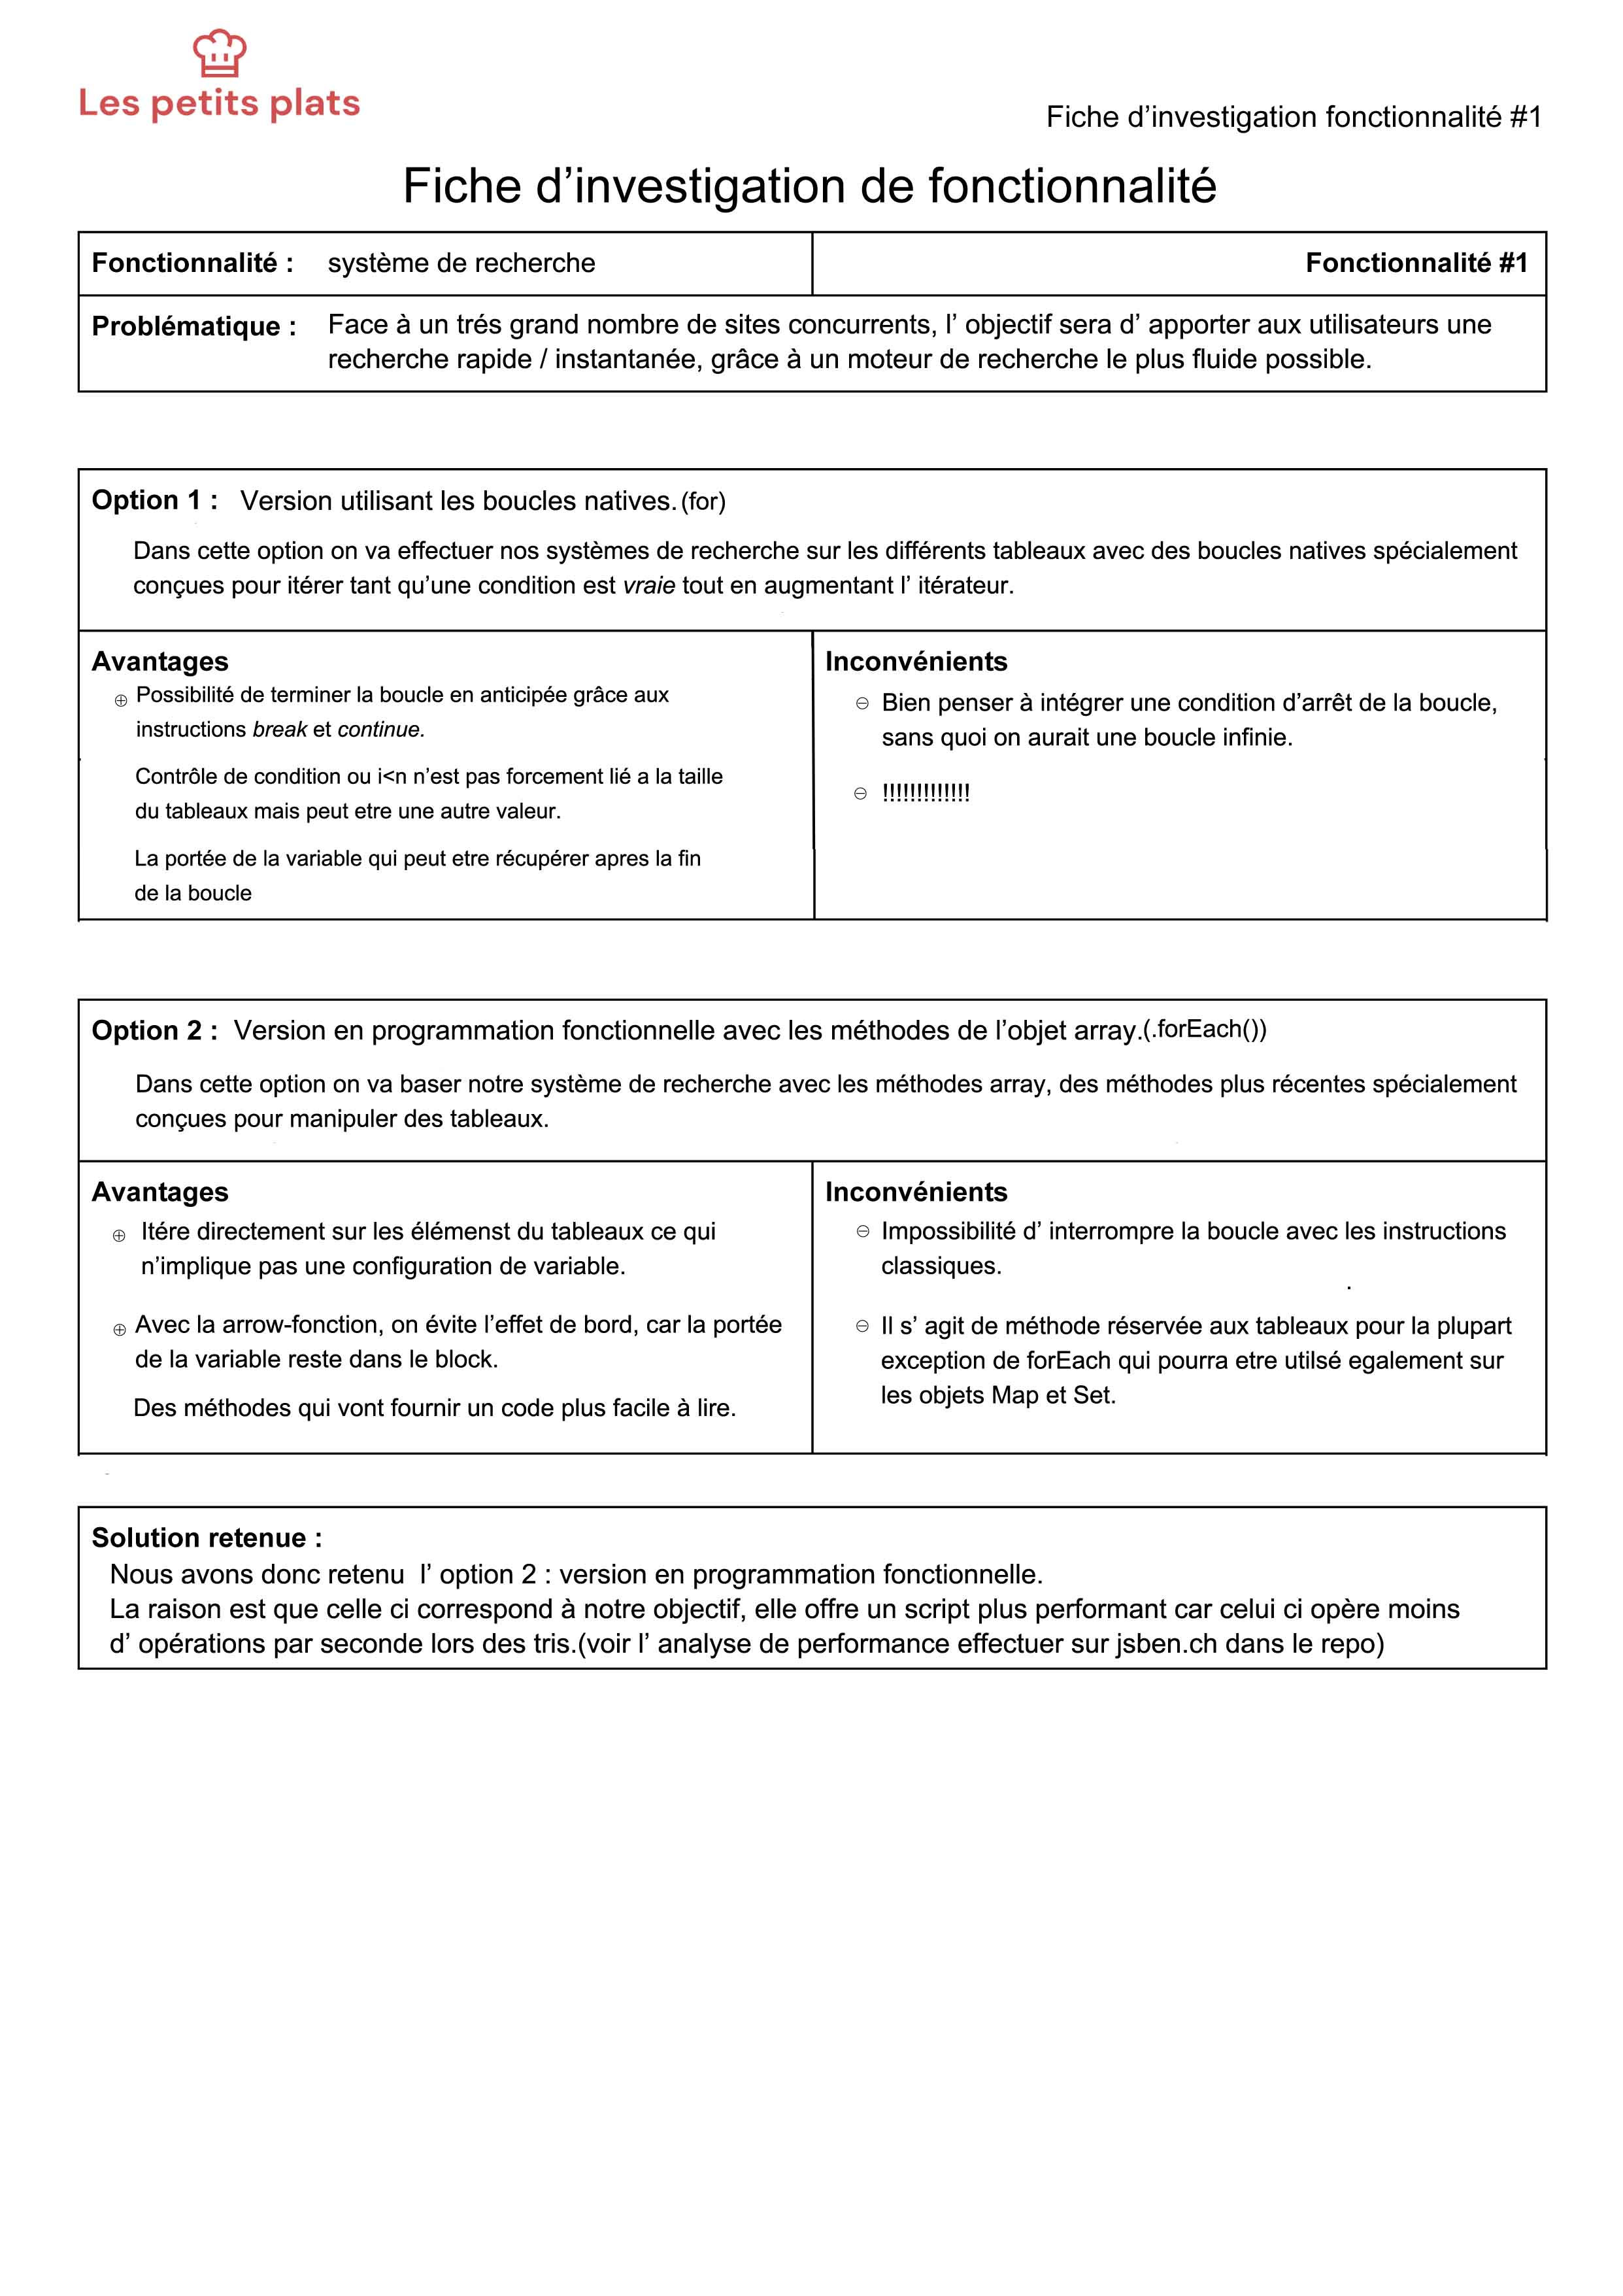 Les petits plats
Fiche d’investigation fonctionnalité #1
Fiche d’investigation de fonctionnalité
Fonctionnalité : système de recherche
Fonctionnalité #1
Problématique : Face à un trés grand nombre de sites concurrents, l’ objectif sera d’ apporter aux utilisateurs une
recherche rapide / instantanée, grâce à un moteur de recherche le plus fluide possible.
Option 1 : Version utilisant les boucles natives.(for)
Dans cette option on va effectuer nos systèmes de recherche sur les différents tableaux avec des boucles natives spécialement
conçues pour itérer tant qu’une condition est vraie tout en augmentant l’ itérateur.
Avantages
⊕ Possibilité de terminer la boucle en anticipée grâce aux
instructions break et continue.
Contrôle de condition ou i<n n’est pas forcement lié a la taille
du tableaux mais peut etre une autre valeur.
La portée de la variable qui peut etre récupérer apres la fin
de la boucle
Inconvénients
⊖ Bien penser à intégrer une condition d’arrêt de la boucle,
sans quoi on aurait une boucle infinie.
⊖ !!!!!!!!!!!!!
Option 2 : Version en programmation fonctionnelle avec les méthodes de l’objet array.(.forEach())
Dans cette option on va baser notre système de recherche avec les méthodes array, des méthodes plus récentes spécialement
conçues pour manipuler des tableaux.
Avantages
⊕ Itére directement sur les élémenst du tableaux ce qui
n’implique pas une configuration de variable.
⊕ Avec la arrow-fonction, on évite l’effet de bord, car la portée
de la variable reste dans le block.
Des méthodes qui vont fournir un code plus facile à lire.
Inconvénients
⊖ Impossibilité d’ interrompre la boucle avec les instructions
classiques.
⊖ Il s’ agit de méthode réservée aux tableaux pour la plupart
exception de forEach qui pourra etre utilsé egalement sur
les objets Map et Set.
Solution retenue :
Nous avons donc retenu l’ option 2 : version en programmation fonctionnelle.
La raison est que celle ci correspond à notre objectif, elle offre un script plus performant car celui ci opère moins
d’ opérations par seconde lors des tris.(voir l’ analyse de performance effectuer sur jsben.ch dans le repo)